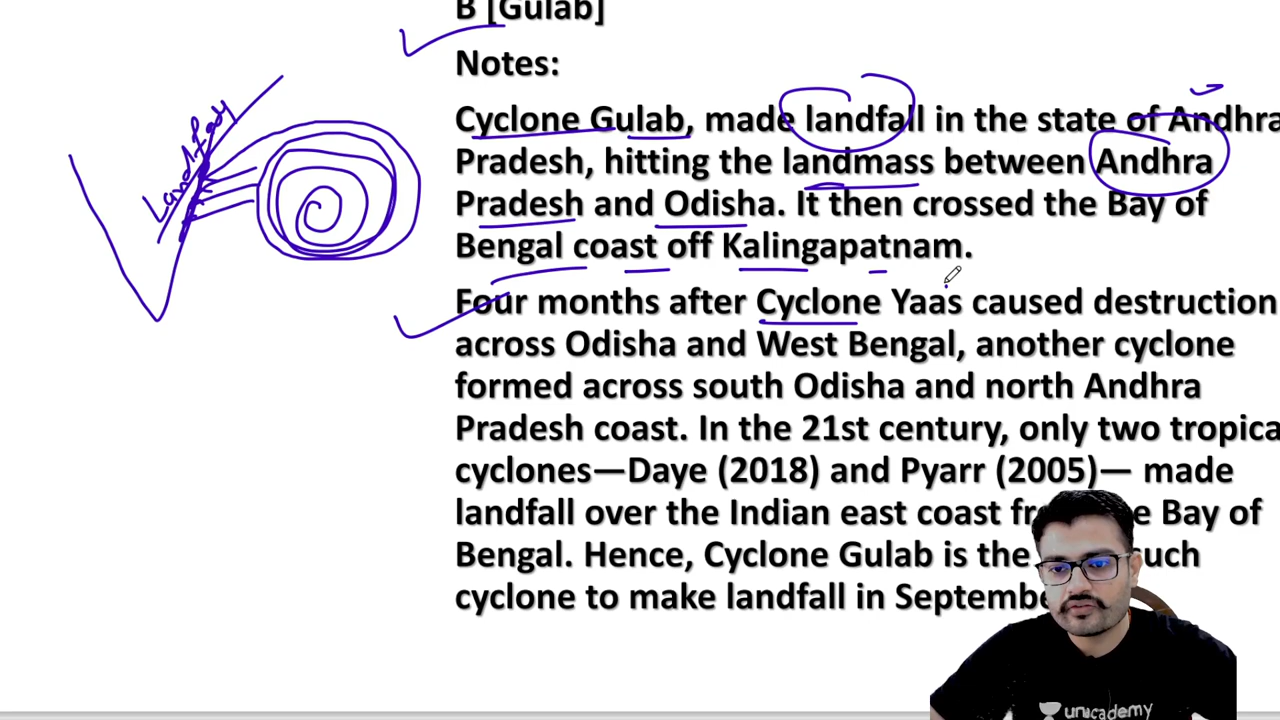 B [Gulab]
Notes:
Cyclone Gulab, made landfall in the state of Andhra
Pradesh, hitting the landmass between Andhra
Pradesh and Odisha. It then crossed the Bay of
Bengal coast off Kalingapatnam.
Four months after Cyclone Yaas caused destruction
across Odisha and West Bengal, another cyclone
formed across south Odisha and north Andhra
Pradesh coast. In the 21st century, only two tropica
cyclones—Daye (2018) and Pyarr (2005)— made
landfall over the Indian east coast fr e Bay of
Bengal. Hence, Cyclone Gulab is the such
cyclone to make landfall in Septembe
unacademy